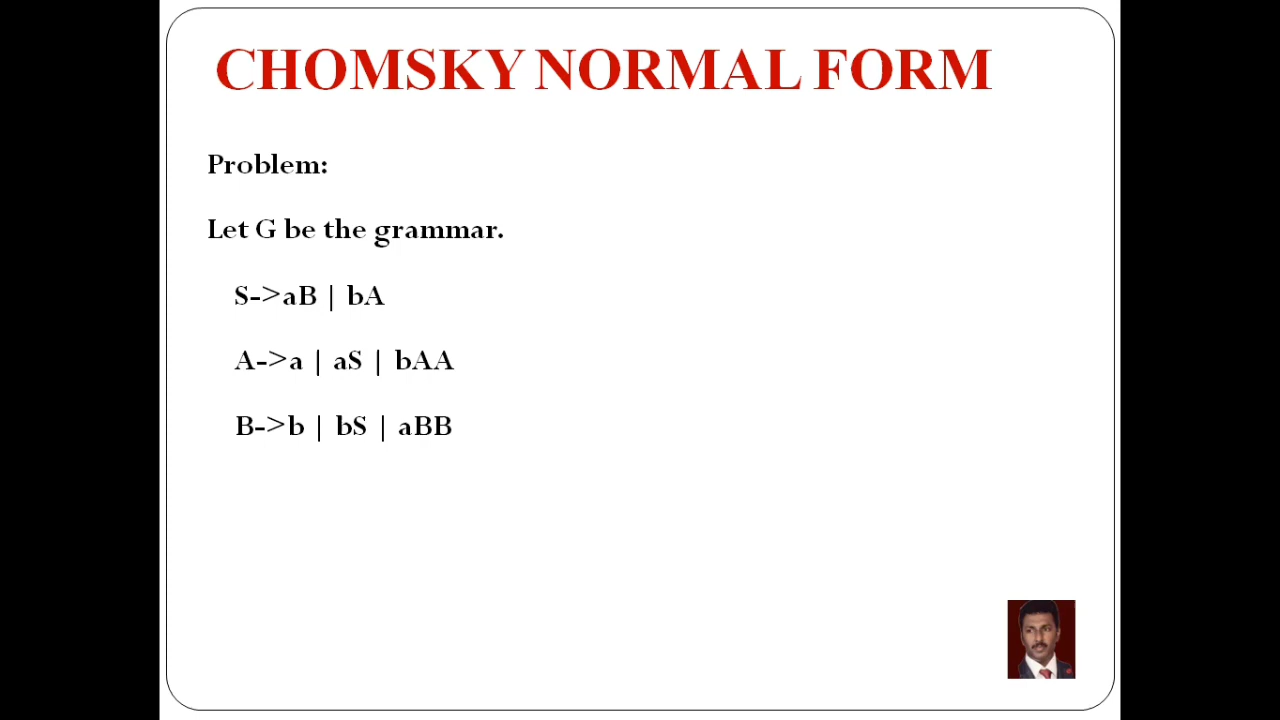 CHOMSKY NORMAL FORM
Problem:
Let G be the grammar.
S->aB | bA
A->a | aS | bAA
B->b | bS | aBB